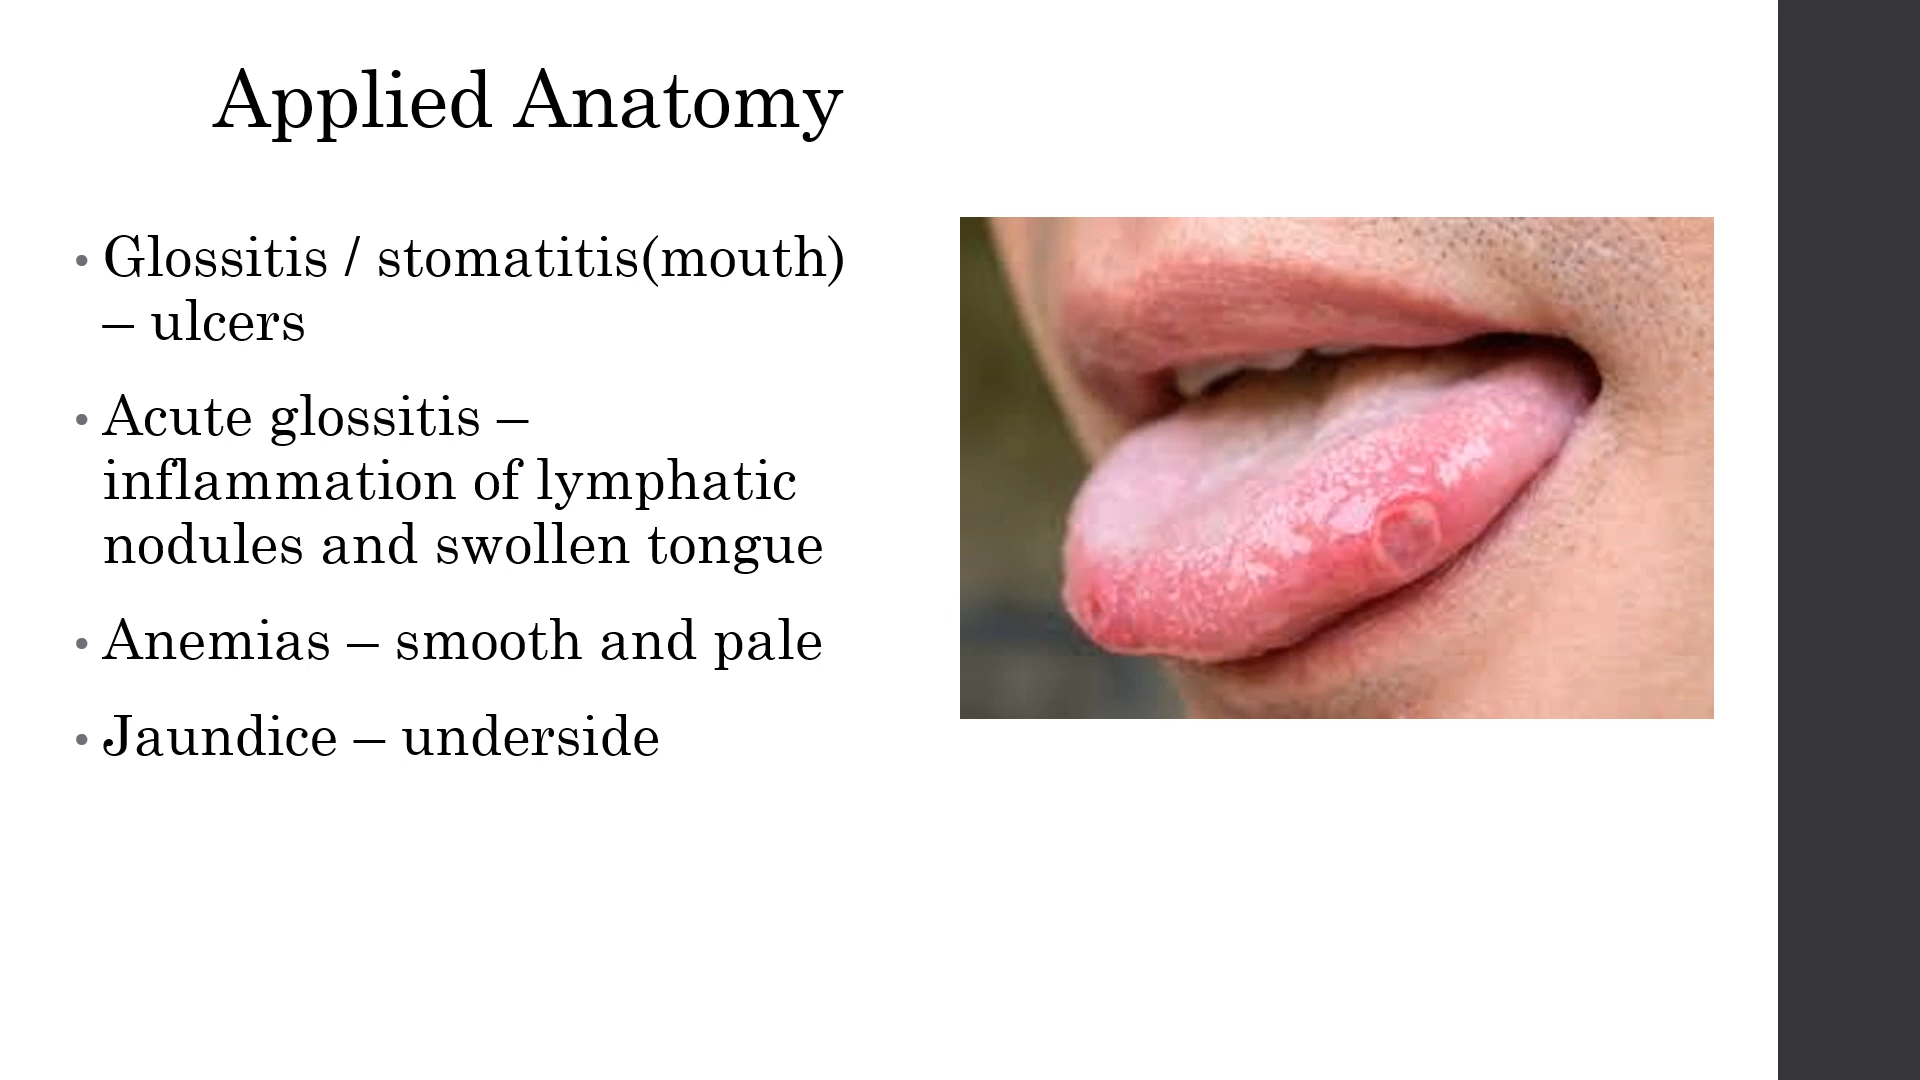 Applied Anatomy
• Glossitis / stomatitis(mouth)
– ulcers
• Acute glossitis –
inflammation of lymphatic
nodules and swollen tongue
• Anemias – smooth and pale
• Jaundice – underside